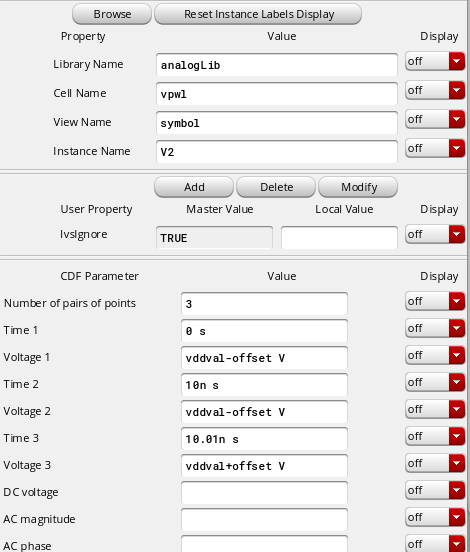 Browse Reset Instance Labels Display
Property Value Display
Library Name analogLib off
Cell Name vpwl off
View Name symbol off
Instance Name V2 off
Add Delete Modify
User Property Master Value Local Value Display
lvsIgnore TRUE off
CDF Parameter Value Display
Number of pairs of points 3 off
Time 1 0 s off
Voltage 1 vddval-offset V off
Time 2 10n s off
Voltage 2 vddval-offset V off
Time 3 10.01n s off
Voltage 3 vddval+offset V off
DC voltage off
AC magnitude off
AC phase off